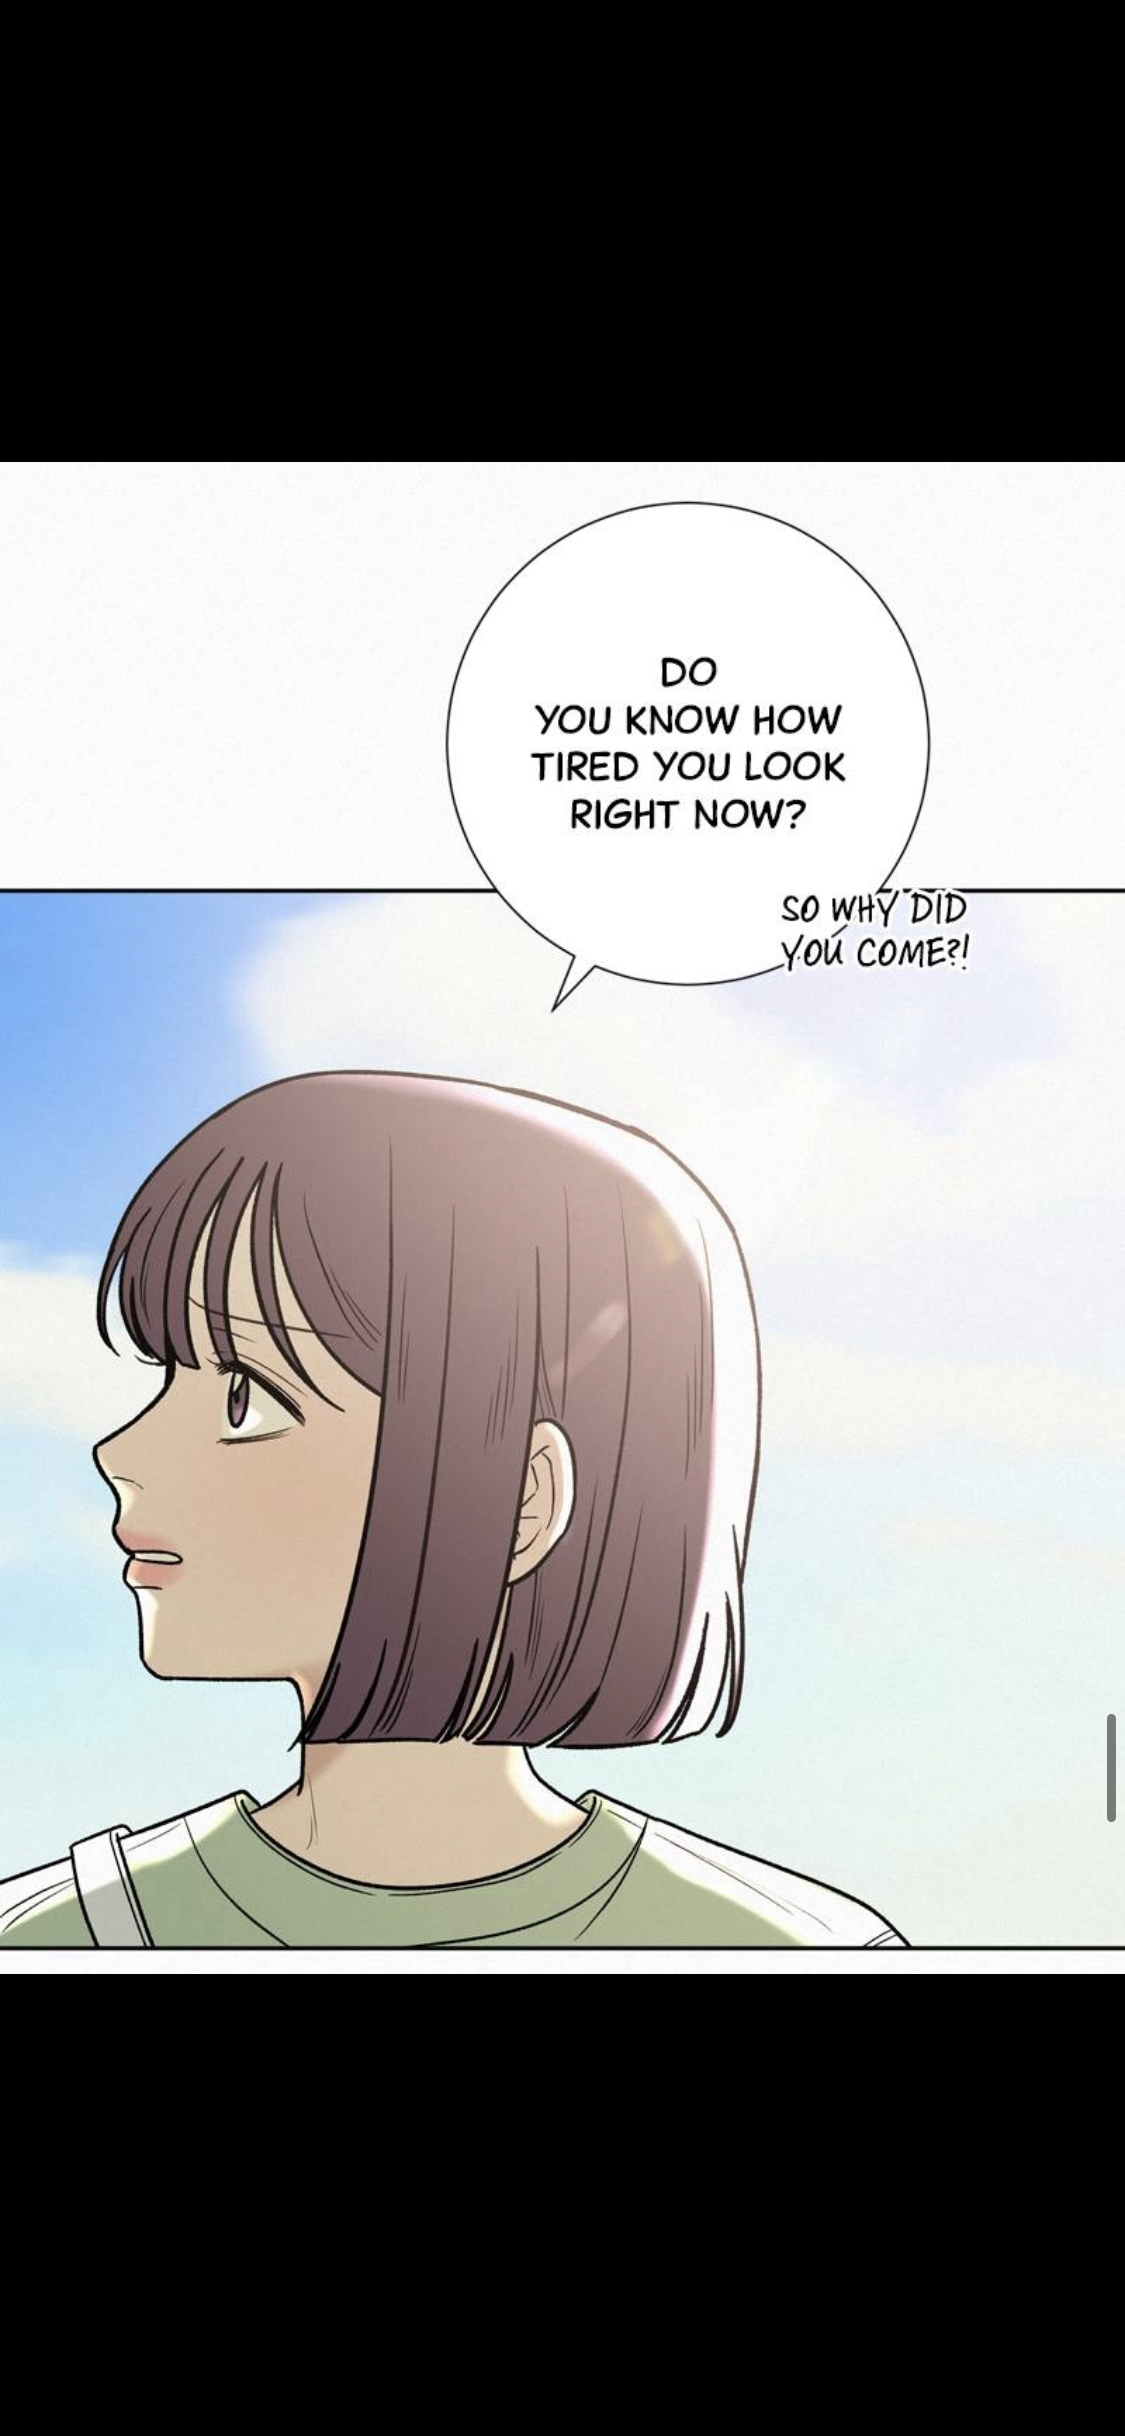 DO
YOU KNOW HOW
TIRED YOU LOOK
RIGHT NOW?
SO WHY DID
YOU COME?!